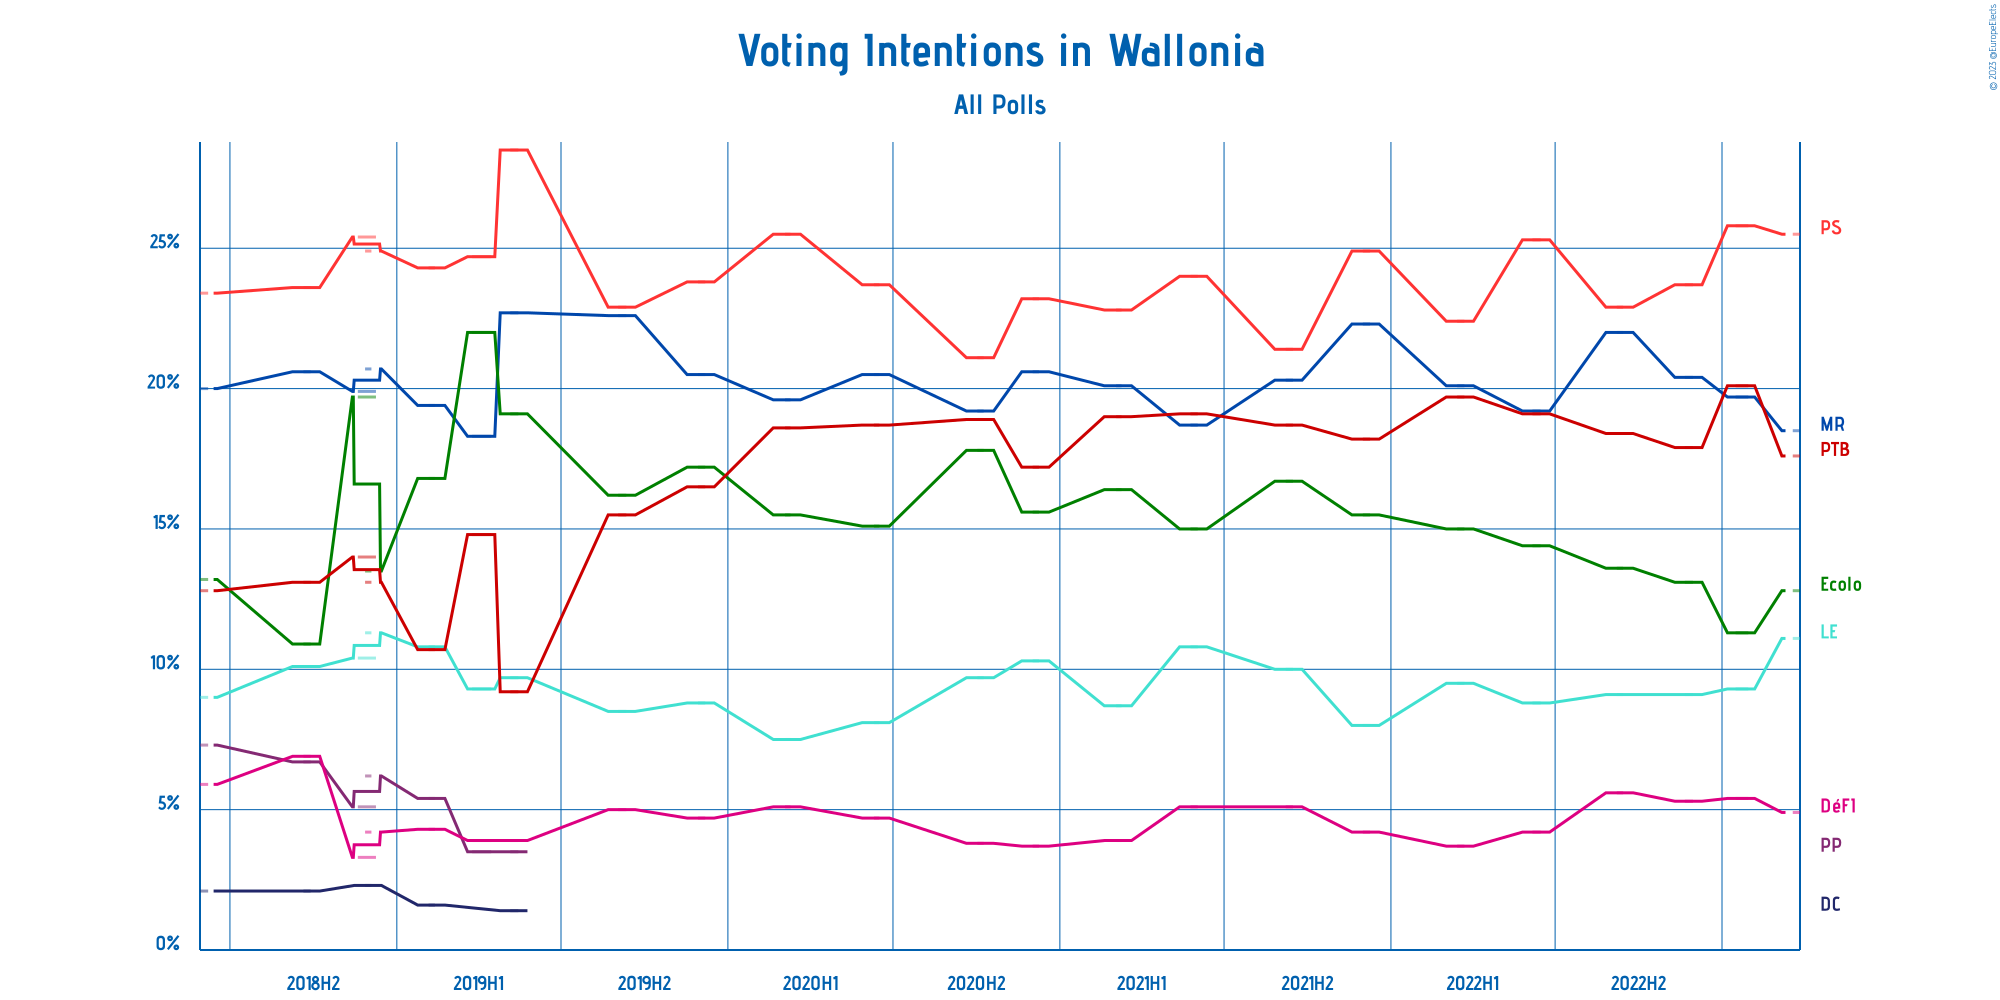 Voting Intentions in Wallonia
All Polls
© 2023 @EuropeElects
25%
20%
15%
10%
5%
0%
PS
MR
PTB
Ecolo
LE
DéFI
PP
DC
2018H2 2019H1 2019H2 2020H1 2020H2 2021H1 2021H2 2022H1 2022H2